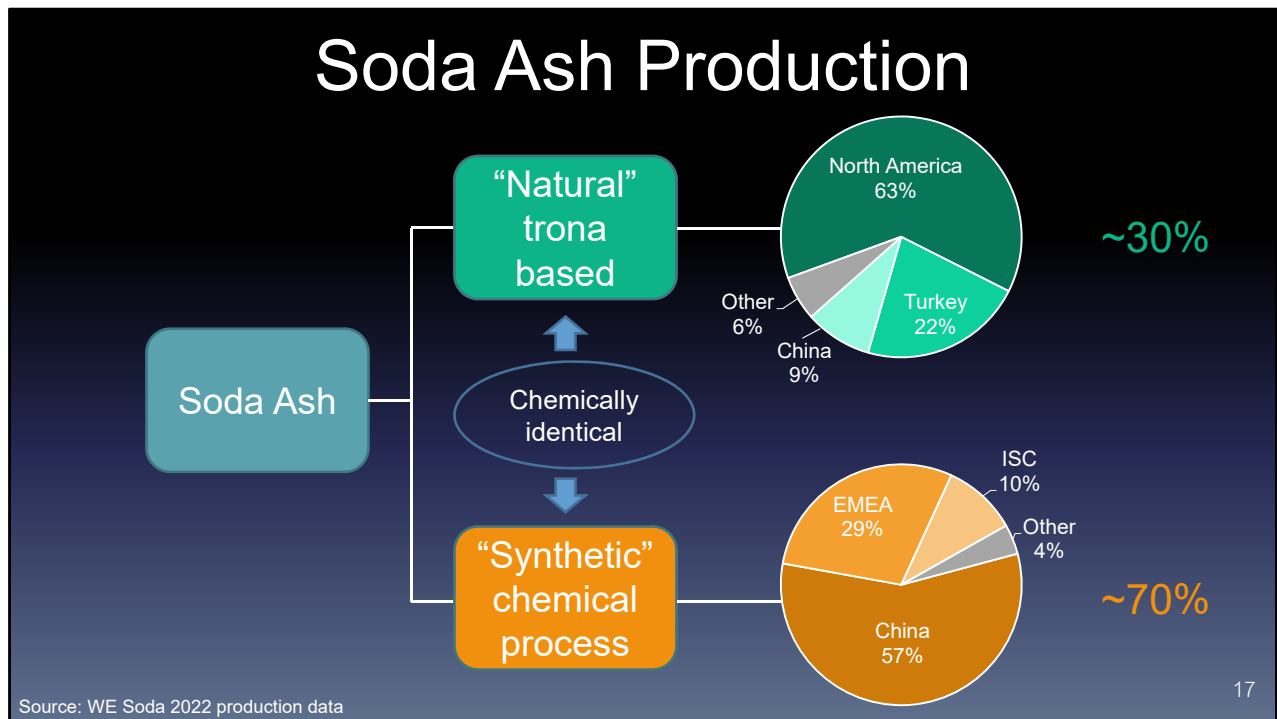 Soda Ash Production
Soda Ash
“Natural”
trona
based
North America
63%
Turkey
22%
China
9%
Other
6%
~30%
Chemically
identical
“Synthetic”
chemical
process
EMEA
29%
ISC
10%
Other
4%
China
57%
~70%
Source: WE Soda 2022 production data
17